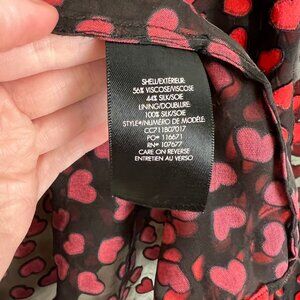 SHELL/EXTÉRIEUR:
56% VISCOSE/VISCOSE
44% SILK/SOIE
LINING/DOUBLURE:
100% SILK/SOIE
STYLE#/NUMÉRO DE MODÈLE:
CC711B07017
PO# 116671
RN# 107677
CARE ON REVERSE
ENTRETIEN AU VERSO